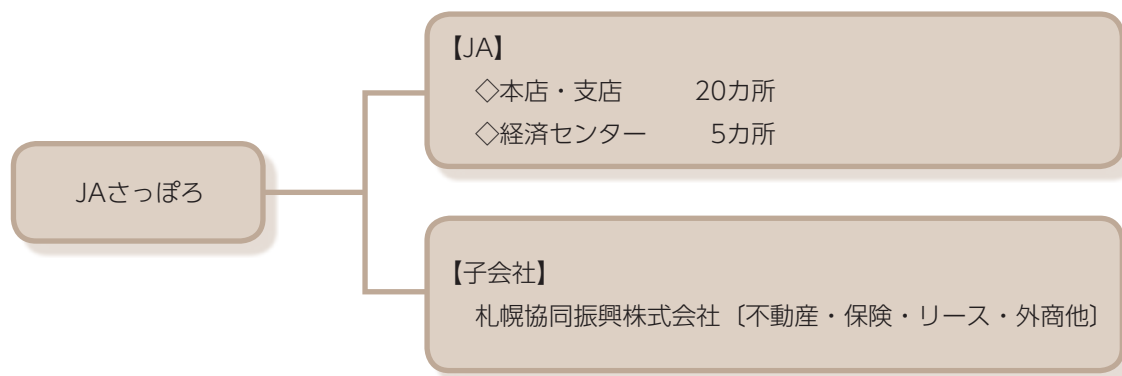 JAさっぽろ
【JA】
◇本店・支店 20カ所
◇経済センター 5カ所
【子会社】
札幌協同振興株式会社〔不動産・保険・リース・外商他〕